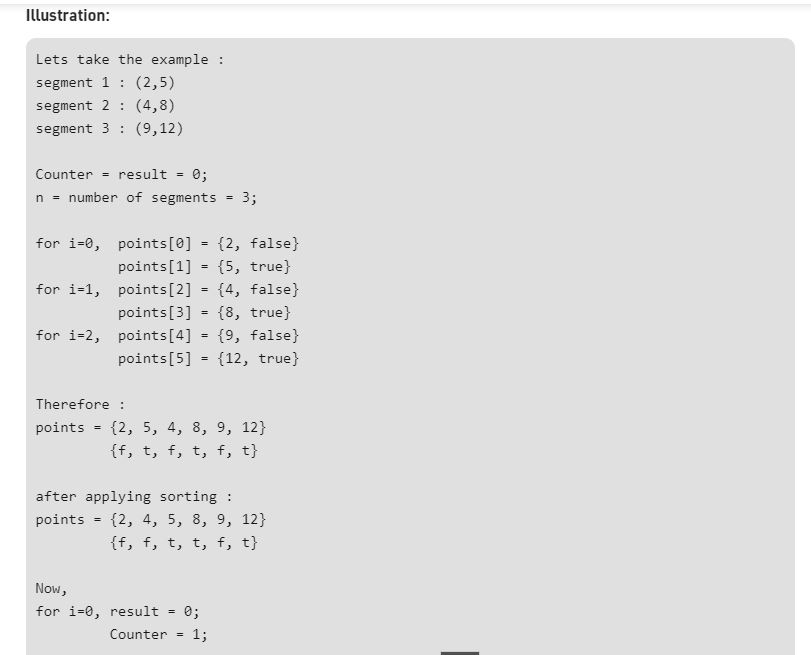 Illustration:
Lets take the example :
segment 1 : (2,5)
segment 2 : (4,8)
segment 3 : (9,12)
Counter = result = 0;
n = number of segments = 3;
for i=0,  points[0] = {2, false}
          points[1] = {5, true}
for i=1,  points[2] = {4, false}
          points[3] = {8, true}
for i=2,  points[4] = {9, false}
          points[5] = {12, true}
Therefore :
points = {2, 5, 4, 8, 9, 12}
         {f, t, f, t, f, t}
after applying sorting :
points = {2, 4, 5, 8, 9, 12}
         {f, f, t, t, f, t}
Now,
for i=0, result = 0;
         Counter = 1;